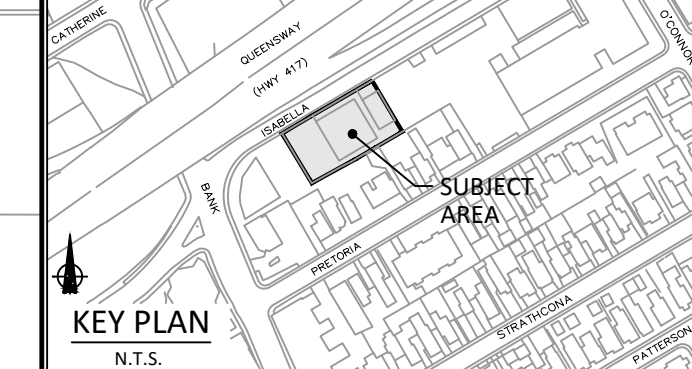 CATHERINE
QUEENSWAY
(HWY 417)
O'CONNOR
ISABELLA
BANK
SUBJECT
AREA
PRETORIA
STRATHCONA
PATTERSON
KEY PLAN
N.T.S.